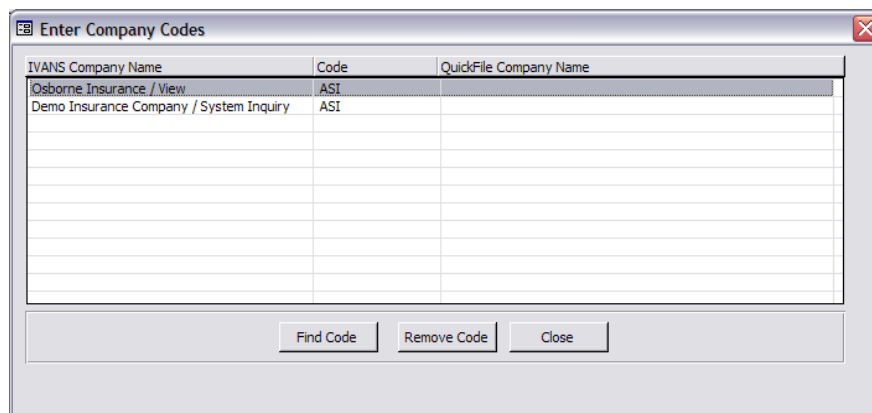 Enter Company Codes
IVANS Company Name Code QuickFile Company Name
Osborne Insurance / View ASI
Demo Insurance Company / System Inquiry ASI
Find Code Remove Code Close